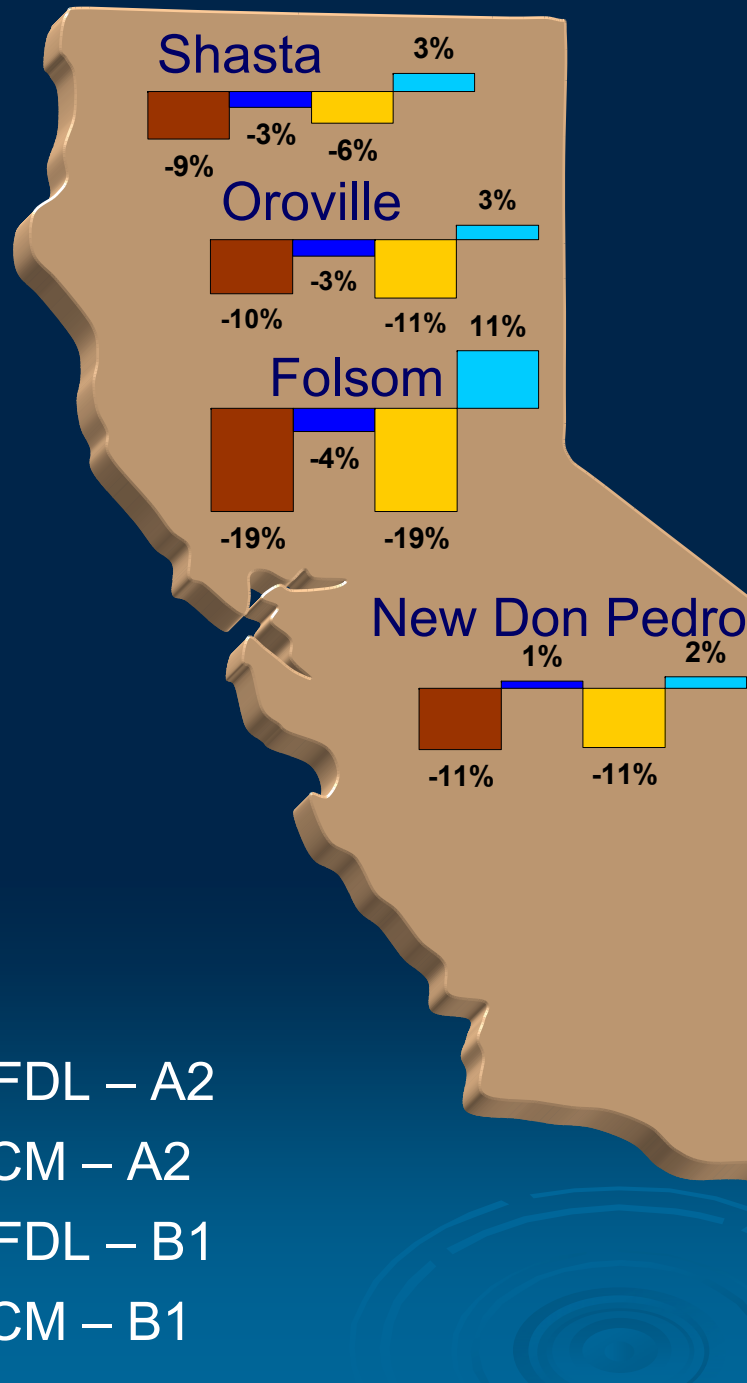 Shasta
3%
-3%
-6%
-9%
Oroville
3%
-3%
-10%
-11%
11%
Folsom
-4%
-19%
-19%
New Don Pedro
1%
2%
-11%
-11%
FDL – A2
CM – A2
FDL – B1
CM – B1